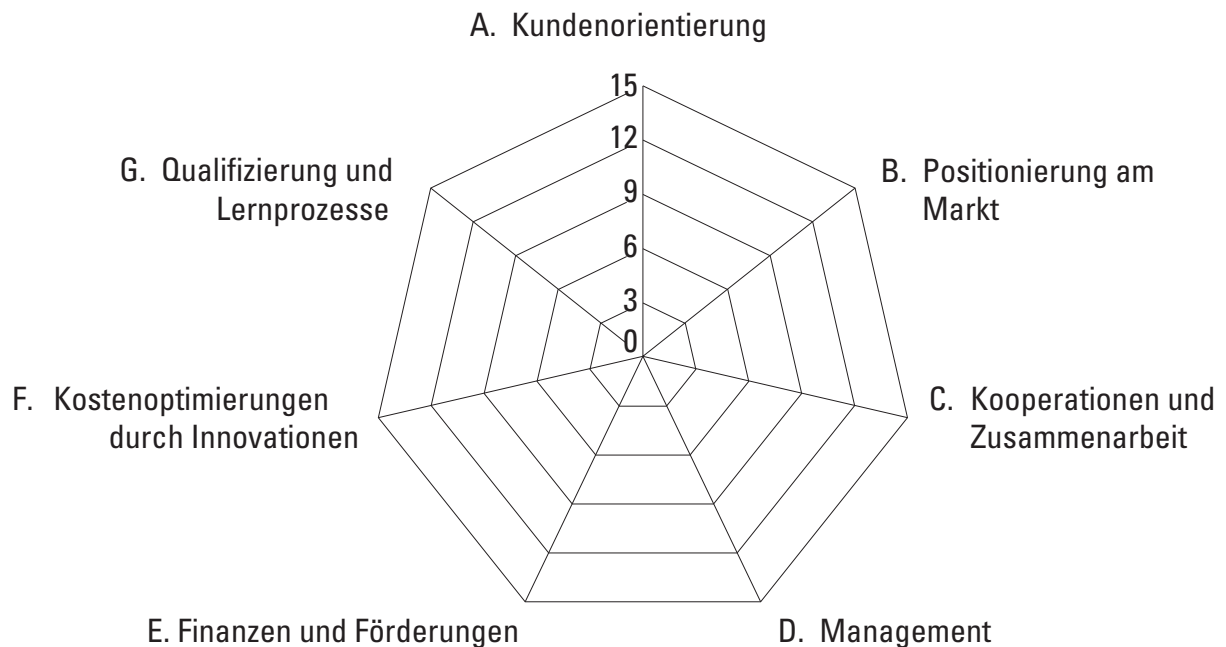 A. Kundenorientierung
15
12
9
6
3
0
B. Positionierung am
Markt
C. Kooperationen und
Zusammenarbeit
D. Management
E. Finanzen und Förderungen
F. Kostenoptimierungen
durch Innovationen
G. Qualifizierung und
Lernprozesse